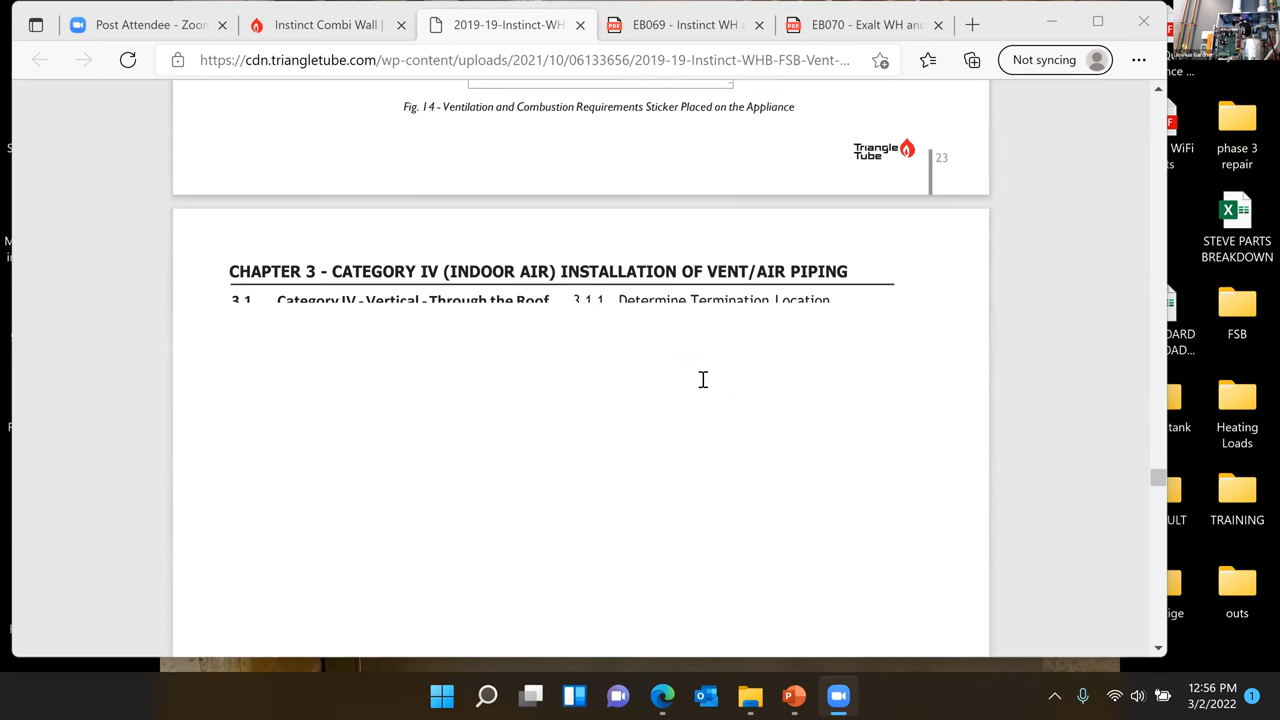 Post Attendee - Zoom
Instinct Combi Wall
2019-19-Instinct-WH
EB069 - Instinct WH
EB070 - Exalt WH and
https://cdn.triangletube.com/wp-content/uploads/2021/10/06133656/2019-19-Instinct-WHB-FSB-Vent-...
Not syncing
Fig. 14 - Ventilation and Combustion Requirements Sticker Placed on the Appliance
Triangle
Tube
23
CHAPTER 3 - CATEGORY IV (INDOOR AIR) INSTALLATION OF VENT/AIR PIPING
3.1 Category IV - Vertical - Through the Roof
3.1.1 Determine Termination Location
WiFi
phase 3
repair
STEVE PARTS
BREAKDOWN
FSB
tank
Heating
Loads
TRAINING
outs
12:56 PM
3/2/2022
1